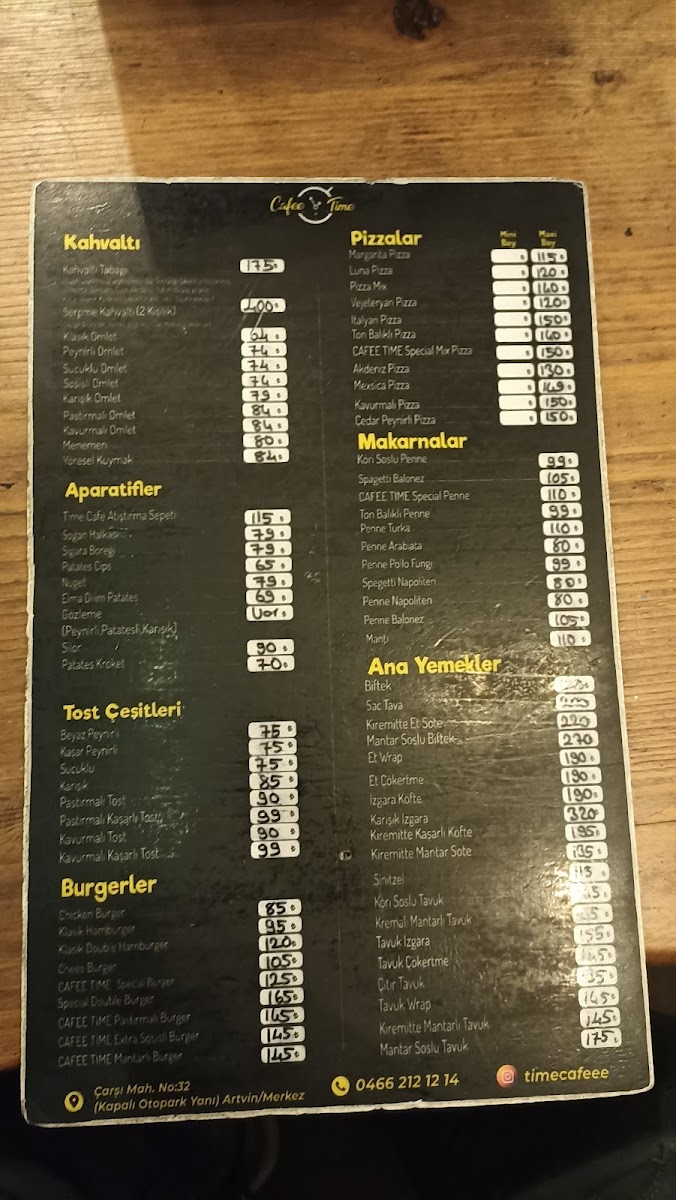 Cafee Time
Kahvaltı
Kahvaltı Tabağı 175₺
Serpme Kahvaltı (2 Kişilik) 400₺
Klasik Omlet 64₺
Peynirli Omlet 74₺
Sucuklu Omlet 74₺
Sosisli Omlet 74₺
Karışık Omlet 79₺
Pastırmalı Omlet 84₺
Kavurmalı Omlet 84₺
Menemen 80₺
Yöresel Kuymak 84₺
Aparatifler
Time Cafe Atıştırma Sepeti 115₺
Soğan Halkası 79₺
Sigara Böreği 79₺
Patates Cips 65₺
Nuget 79₺
Elma Dilim Patates 69₺
Gözleme Var₺
(Peynirli,Patatesli,Karışık)
Silor 90₺
Patates Kroket 70₺
Tost Çeşitleri
Beyaz Peynirli 75₺
Kaşar Peynirli 75₺
Sucuklu 75₺
Karışık 85₺
Pastırmalı Tost 90₺
Pastırmalı Kaşarlı Tost 99₺
Kavurmalı Tost 90₺
Kavurmalı Kaşarlı Tost 99₺
Burgerler
Chicken Burger 85₺
Klasik Hamburger 95₺
Klasik Double Hamburger 120₺
Chees Burger 105₺
CAFEE TIME Special Burger 125₺
Special Double Burger 165₺
CAFEE TIME Pastırmalı Burger 145₺
CAFEE TIME Extra Sosisli Burger 145₺
CAFEE TIME Mantarlı Burger 145₺
Pizzalar Mini Boy Maxi Boy
Margarita Pizza ₺ 115₺
Luna Pizza ₺ 120₺
Pizza Mix ₺ 140₺
Vejeteryan Pizza ₺ 120₺
İtalyan Pizza ₺ 150₺
Ton Balıklı Pizza ₺ 140₺
CAFEE TIME Special Mix Pizza ₺ 150₺
Akdeniz Pizza ₺ 130₺
Mexsica Pizza ₺ 149₺
Kavurmalı Pizza ₺ 150₺
Çedar Peynirli Pizza ₺ 150₺
Makarnalar
Köri Soslu Penne 99₺
Spagetti Balonez 105₺
CAFEE TIME Special Penne 110₺
Ton Balıklı Penne 99₺
Penne Turka 110₺
Penne Arabiata 80₺
Penne Pollo Fungi 99₺
Spegetti Napoliten 80₺
Penne Napoliten 80₺
Penne Balonez 105₺
Mantı 110₺
Ana Yemekler
Biftek
Sac Tava
Kiremitte Et Sote 220
Mantar Soslu Biftek 270
Et Wrap 190₺
Et Çökertme 190₺
Izgara Köfte 190₺
Karışık Izgara 320
Kiremitte Kaşarlı Köfte 195₺
Kiremitte Mantar Sote
Şinitzel
Köri Soslu Tavuk
Kremalı Mantarlı Tavuk
Tavuk Izgara 155₺
Tavuk Çökertme
Çıtır Tavuk
Tavuk Wrap 145₺
Kiremitte Mantarlı Tavuk 145₺
Mantar Soslu Tavuk 175₺
Çarşı Mah. No:32
(Kapalı Otopark Yanı) Artvin/Merkez
0466 212 12 14
timecafeee